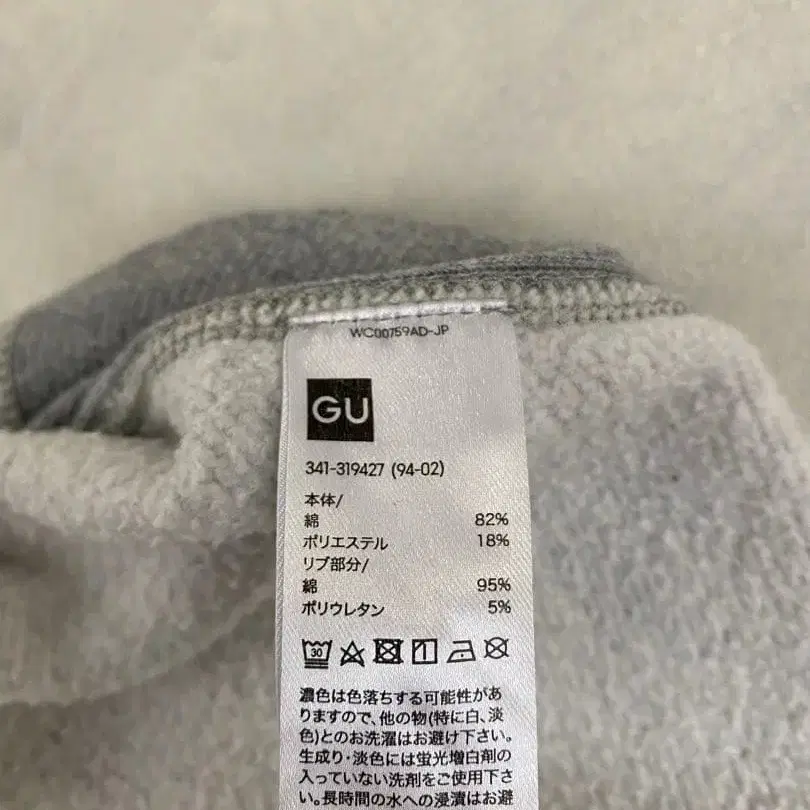 WC00759AD-JP
GU
341-319427 (94-02)
本体/
綿 82%
ポリエステル 18%
リブ部分/
綿 95%
ポリウレタン 5%
30
濃色は色落ちする可能性があ
りますので、他の物(特に白、淡
色)とのお洗濯はお避け下さい。
生成り・淡色には蛍光増白剤の
入っていない洗剤をご使用下さ
い。長時間の水への浸漬はお避